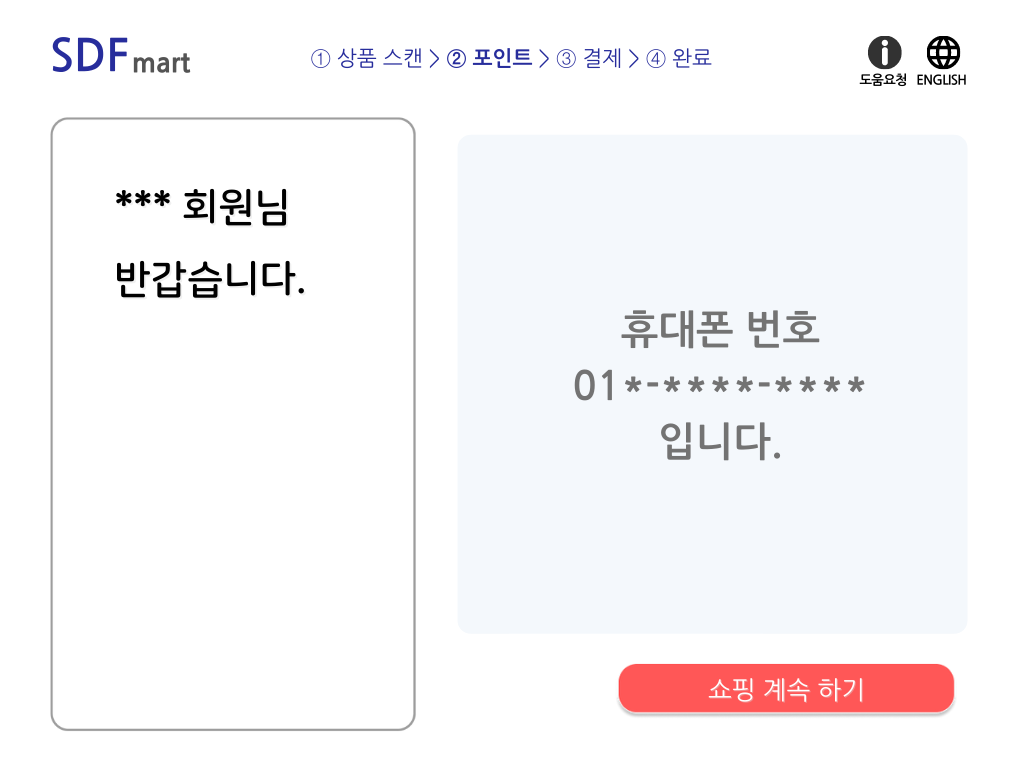 SDF mart
① 상품 스캔 > ② 포인트 > ③ 결제 > ④ 완료
도움요청 ENGLISH
*** 회원님
반갑습니다.
휴대폰 번호
01*-****-****
입니다.
쇼핑 계속 하기